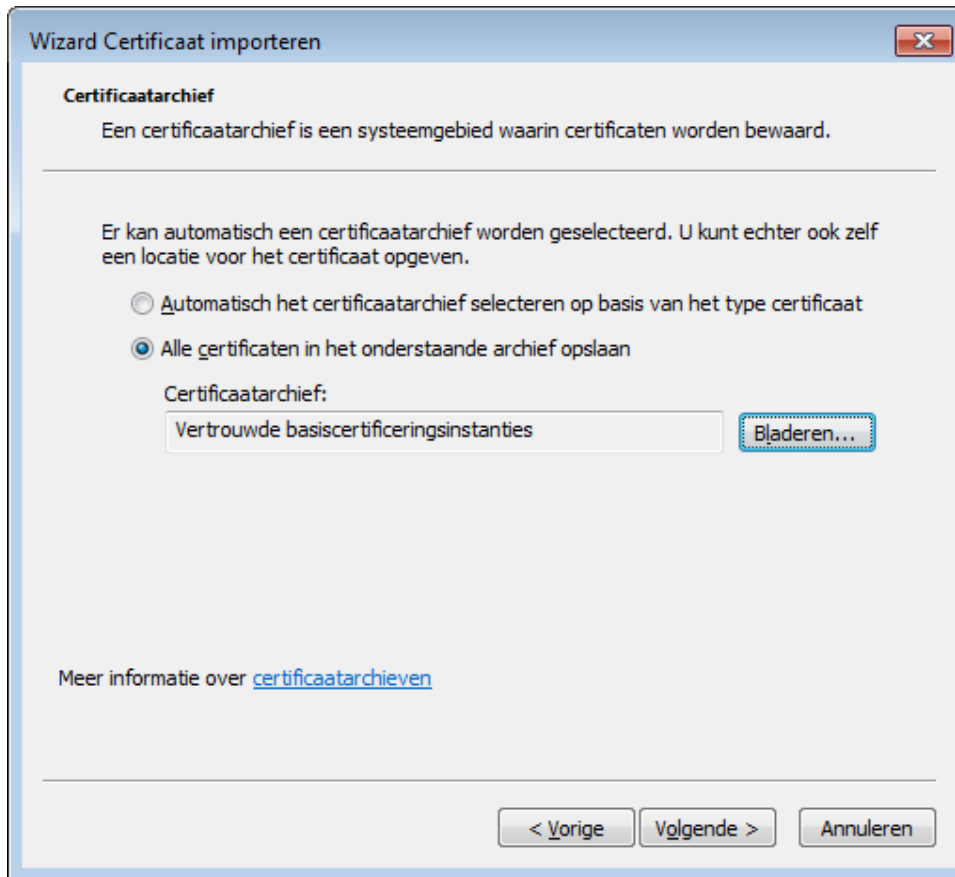 Wizard Certificaat importeren
Certificaatarchief
Een certificaatarchief is een systeemgebied waarin certificaten worden bewaard.
Er kan automatisch een certificaatarchief worden geselecteerd. U kunt echter ook zelf
een locatie voor het certificaat opgeven.
Automatisch het certificaatarchief selecteren op basis van het type certificaat
Alle certificaten in het onderstaande archief opslaan
Certificaatarchief:
Vertrouwde basiscertificeringsinstanties
Bladeren...
Meer informatie over certificaatarchieven
< Vorige
Volgende >
Annuleren